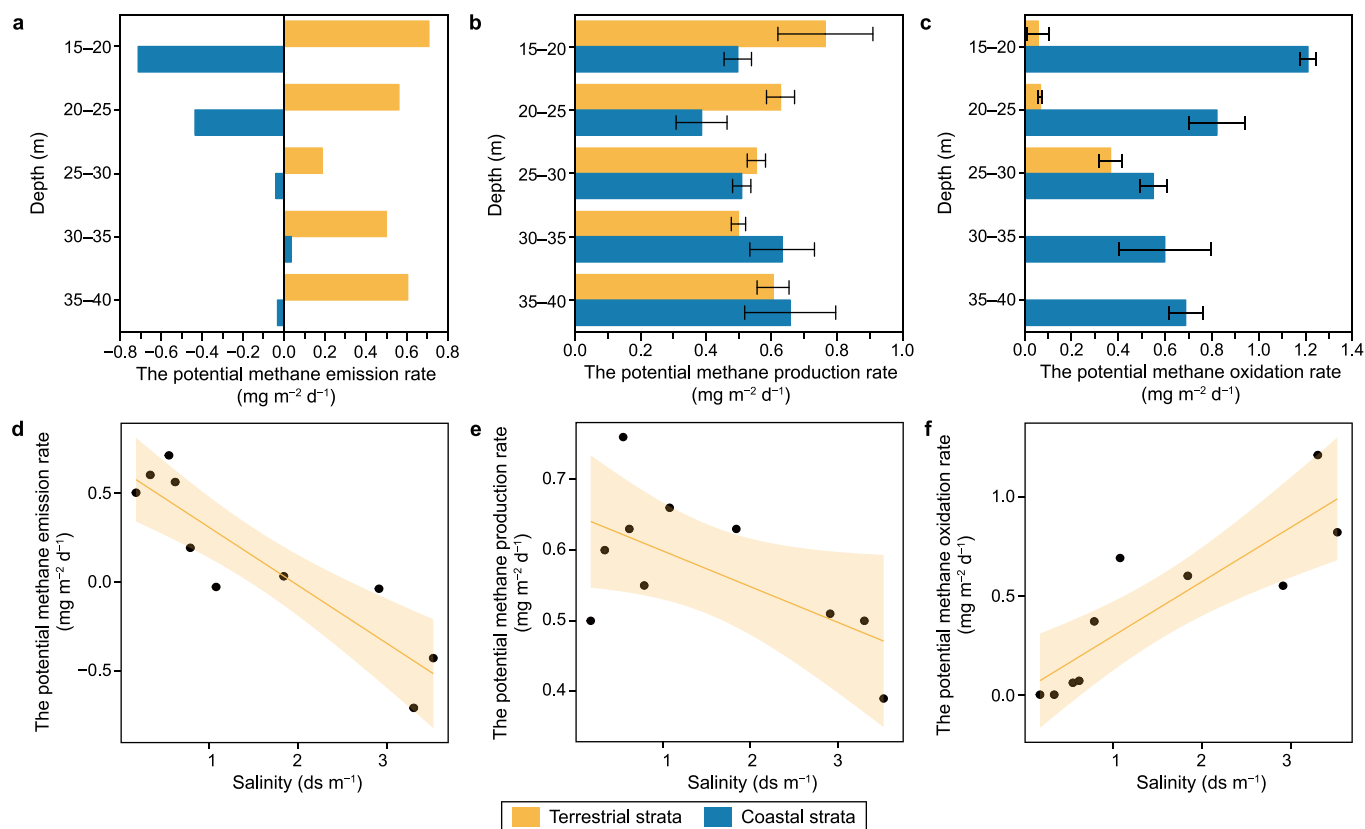 a
Depth (m)
15–20
20–25
25–30
30–35
35–40
−0.8 −0.6 −0.4 −0.2 0.0 0.2 0.4 0.6 0.8
The potential methane emission rate
(mg m⁻² d⁻¹)
b
Depth (m)
15–20
20–25
25–30
30–35
35–40
0.0 0.2 0.4 0.6 0.8 1.0
The potential methane production rate
(mg m⁻² d⁻¹)
c
Depth (m)
15–20
20–25
25–30
30–35
35–40
0.0 0.2 0.4 0.6 0.8 1.0 1.2 1.4
The potential methane oxidation rate
(mg m⁻² d⁻¹)
d
The potential methane emission rate
(mg m⁻² d⁻¹)
0.5
0.0
−0.5
1 2 3
Salinity (ds m⁻¹)
e
The potential methane production rate
(mg m⁻² d⁻¹)
0.7
0.6
0.5
0.4
1 2 3
Salinity (ds m⁻¹)
f
The potential methane oxidation rate
(mg m⁻² d⁻¹)
1.0
0.5
0.0
1 2 3
Salinity (ds m⁻¹)
Terrestrial strata Coastal strata